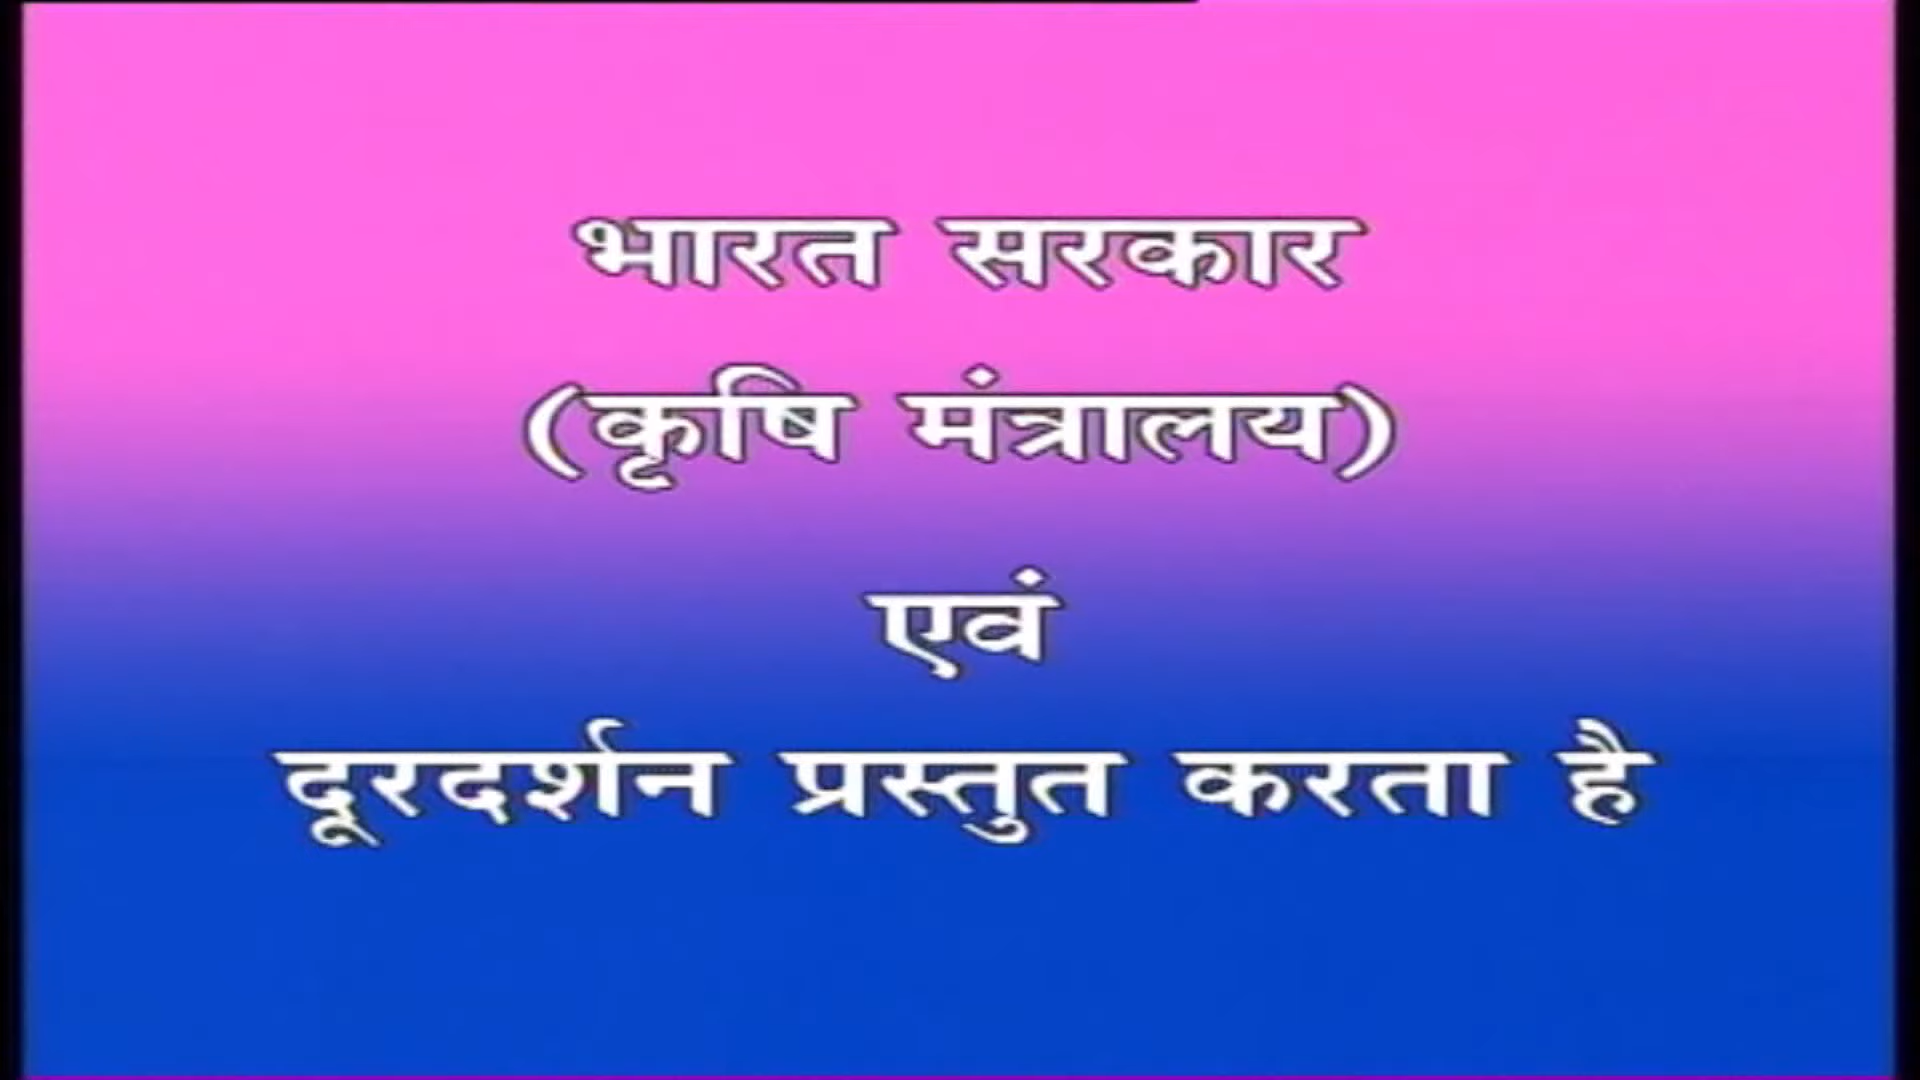 भारत सरकार
(कृषि मंत्रालय)
एवं
दूरदर्शन प्रस्तुत करता है